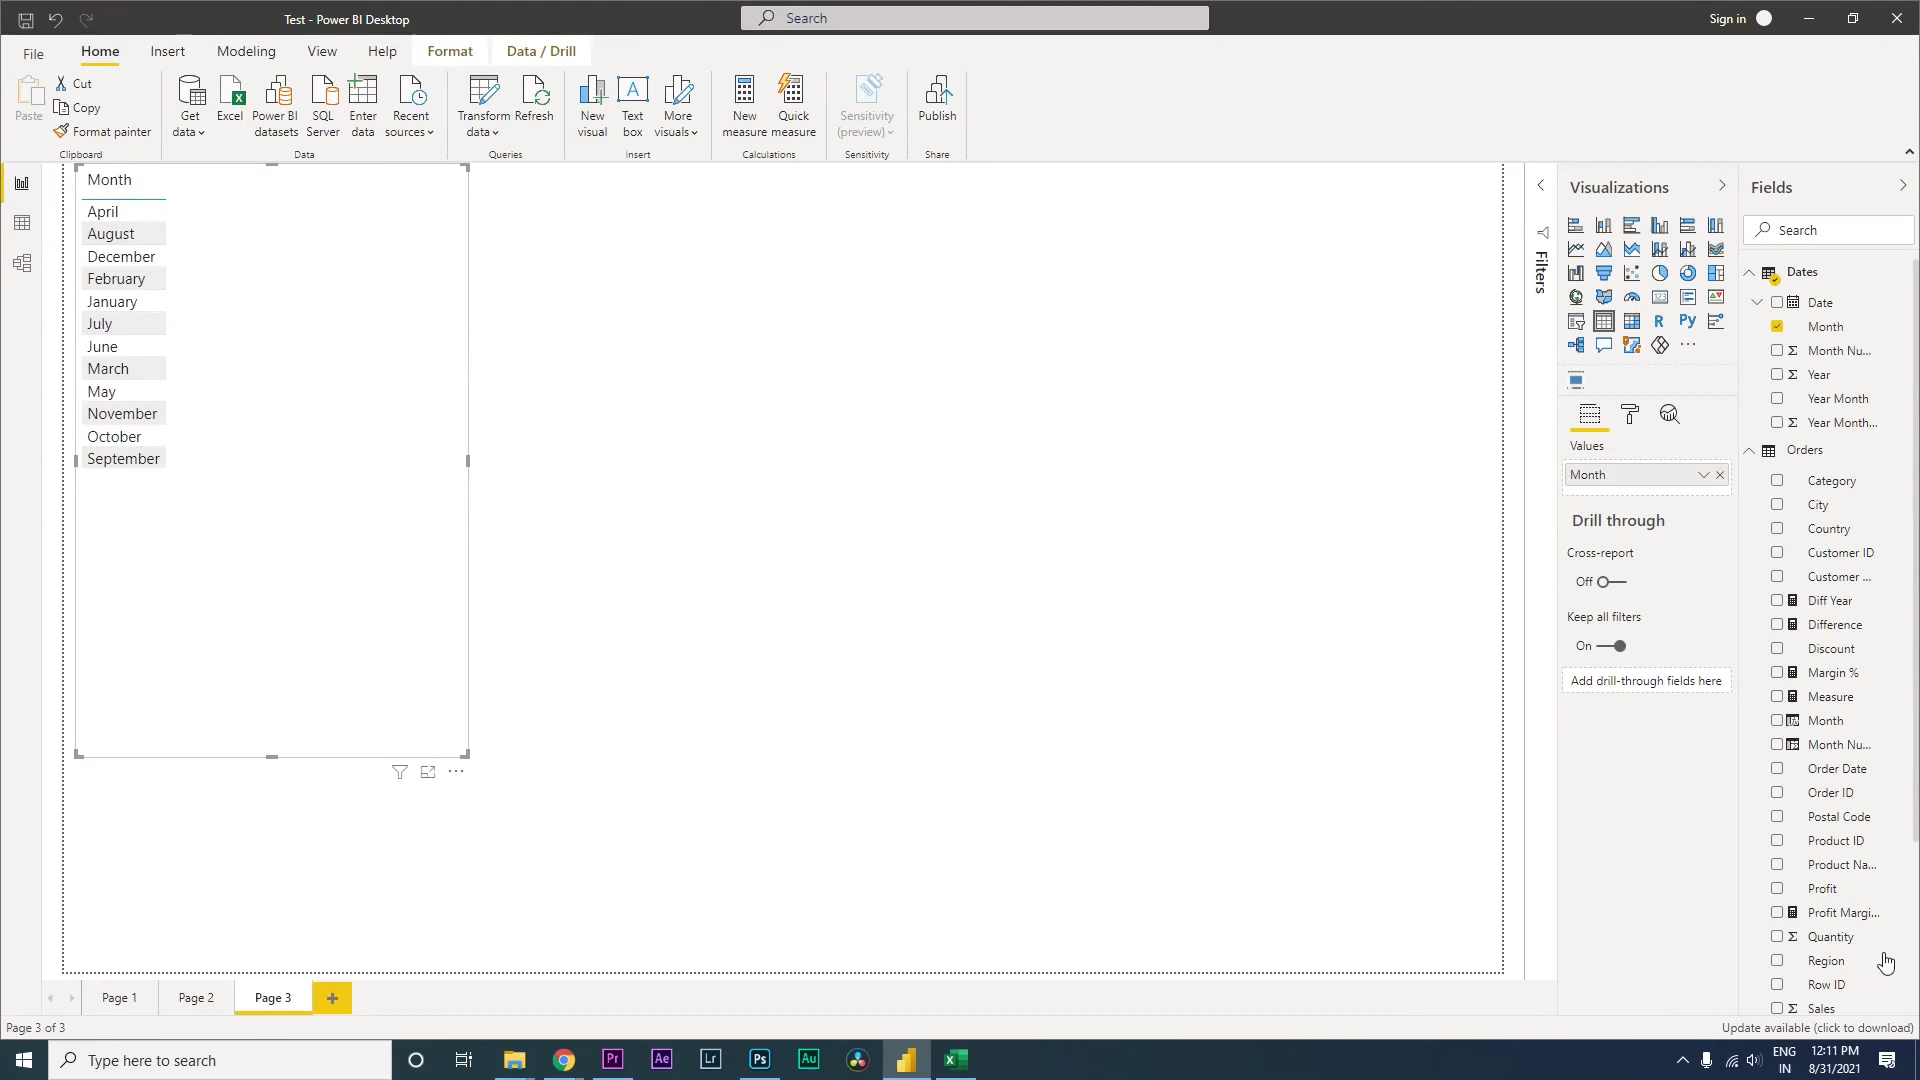 Test - Power BI Desktop
Search
Sign in
File
Home
Insert
Modeling
View
Help
Format
Data / Drill
Paste
Cut
Copy
Format painter
Clipboard
Get data
Excel
Power BI datasets
SQL Server
Enter data
Recent sources
Data
Transform data
Refresh
Queries
New visual
Text box
More visuals
Insert
New measure
Quick measure
Calculations
Sensitivity (preview)
Sensitivity
Publish
Share
Month
April
August
December
February
January
July
June
March
May
November
October
September
Filters
Visualizations
R
Py
123
Values
Month
Drill through
Cross-report
Off
Keep all filters
On
Add drill-through fields here
Fields
Search
Dates
Date
Month
Month Nu...
Year
Year Month
Year Month...
Orders
Category
City
Country
Customer ID
Customer ...
Diff Year
Difference
Discount
Margin %
Measure
Month
Month Nu...
Order Date
Order ID
Postal Code
Product ID
Product Na...
Profit
Profit Margi...
Quantity
Region
Row ID
Sales
Page 1
Page 2
Page 3
Page 3 of 3
Update available (click to download)
Type here to search
Pr
Ae
Lr
Ps
Au
ENG
IN
12:11 PM
8/31/2021